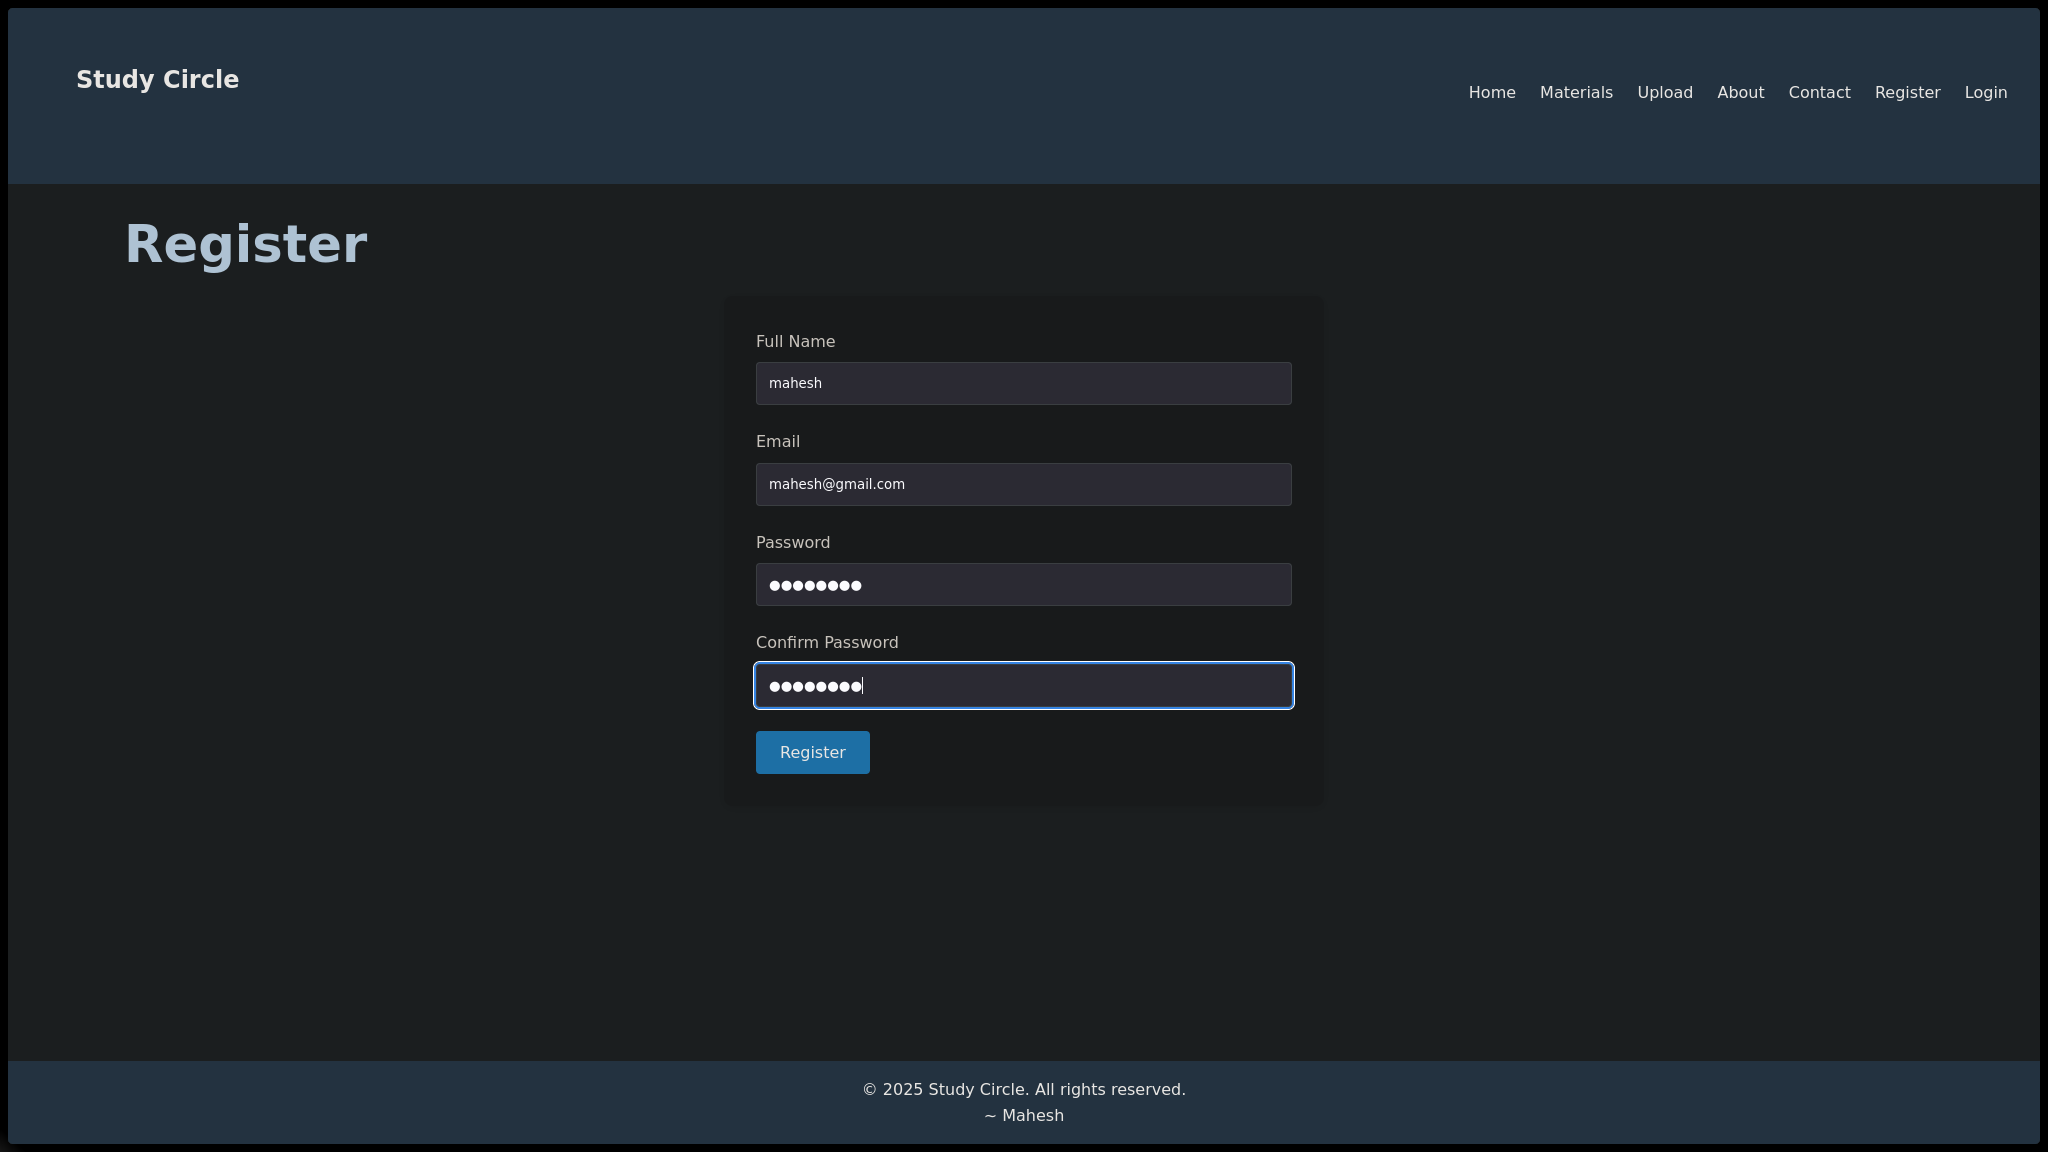 Study Circle
Home Materials Upload About Contact Register Login
Register
Full Name
mahesh
Email
mahesh@gmail.com
Password
●●●●●●●●
Confirm Password
●●●●●●●●
Register
© 2025 Study Circle. All rights reserved.
~ Mahesh